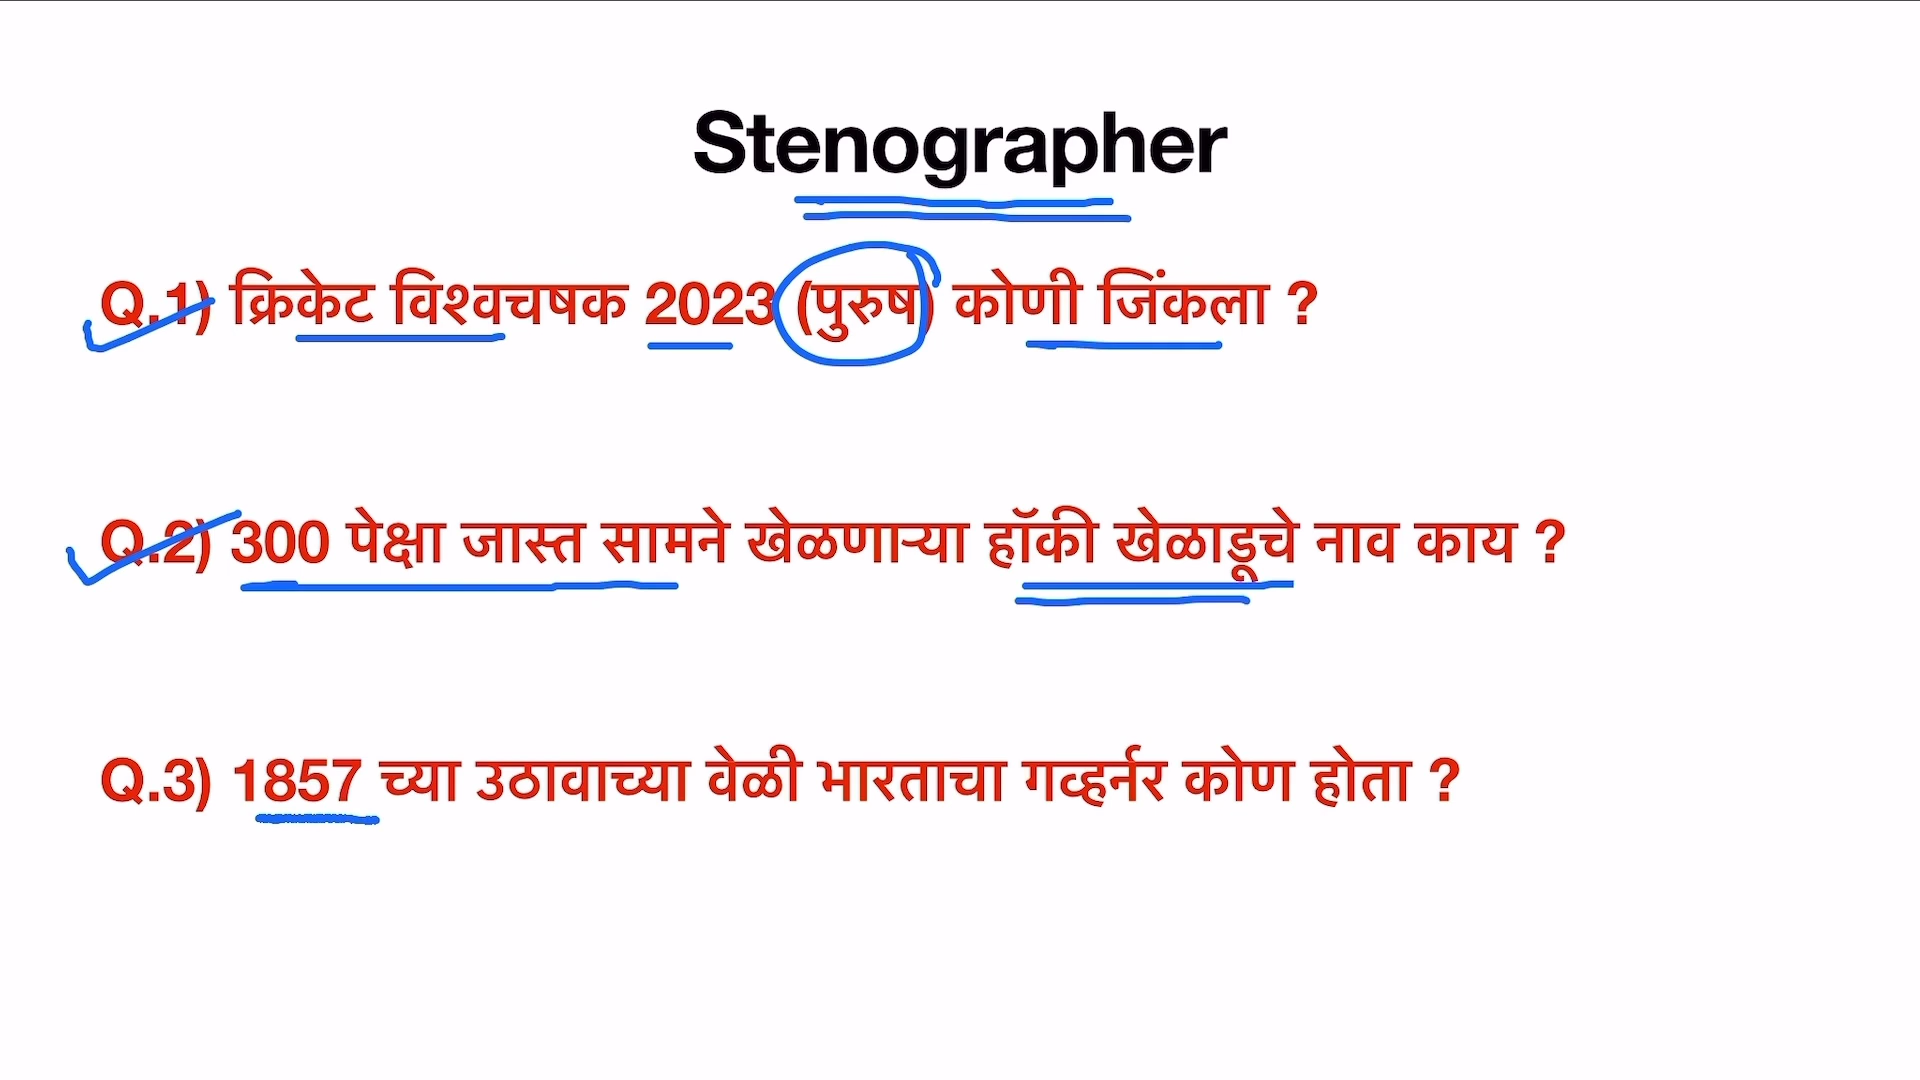 Stenographer
Q.1) क्रिकेट विश्वचषक 2023 (पुरुष) कोणी जिंकला ?
Q.2) 300 पेक्षा जास्त सामने खेळणाऱ्या हॉकी खेळाडूचे नाव काय ?
Q.3) 1857 च्या उठावाच्या वेळी भारताचा गव्हर्नर कोण होता ?